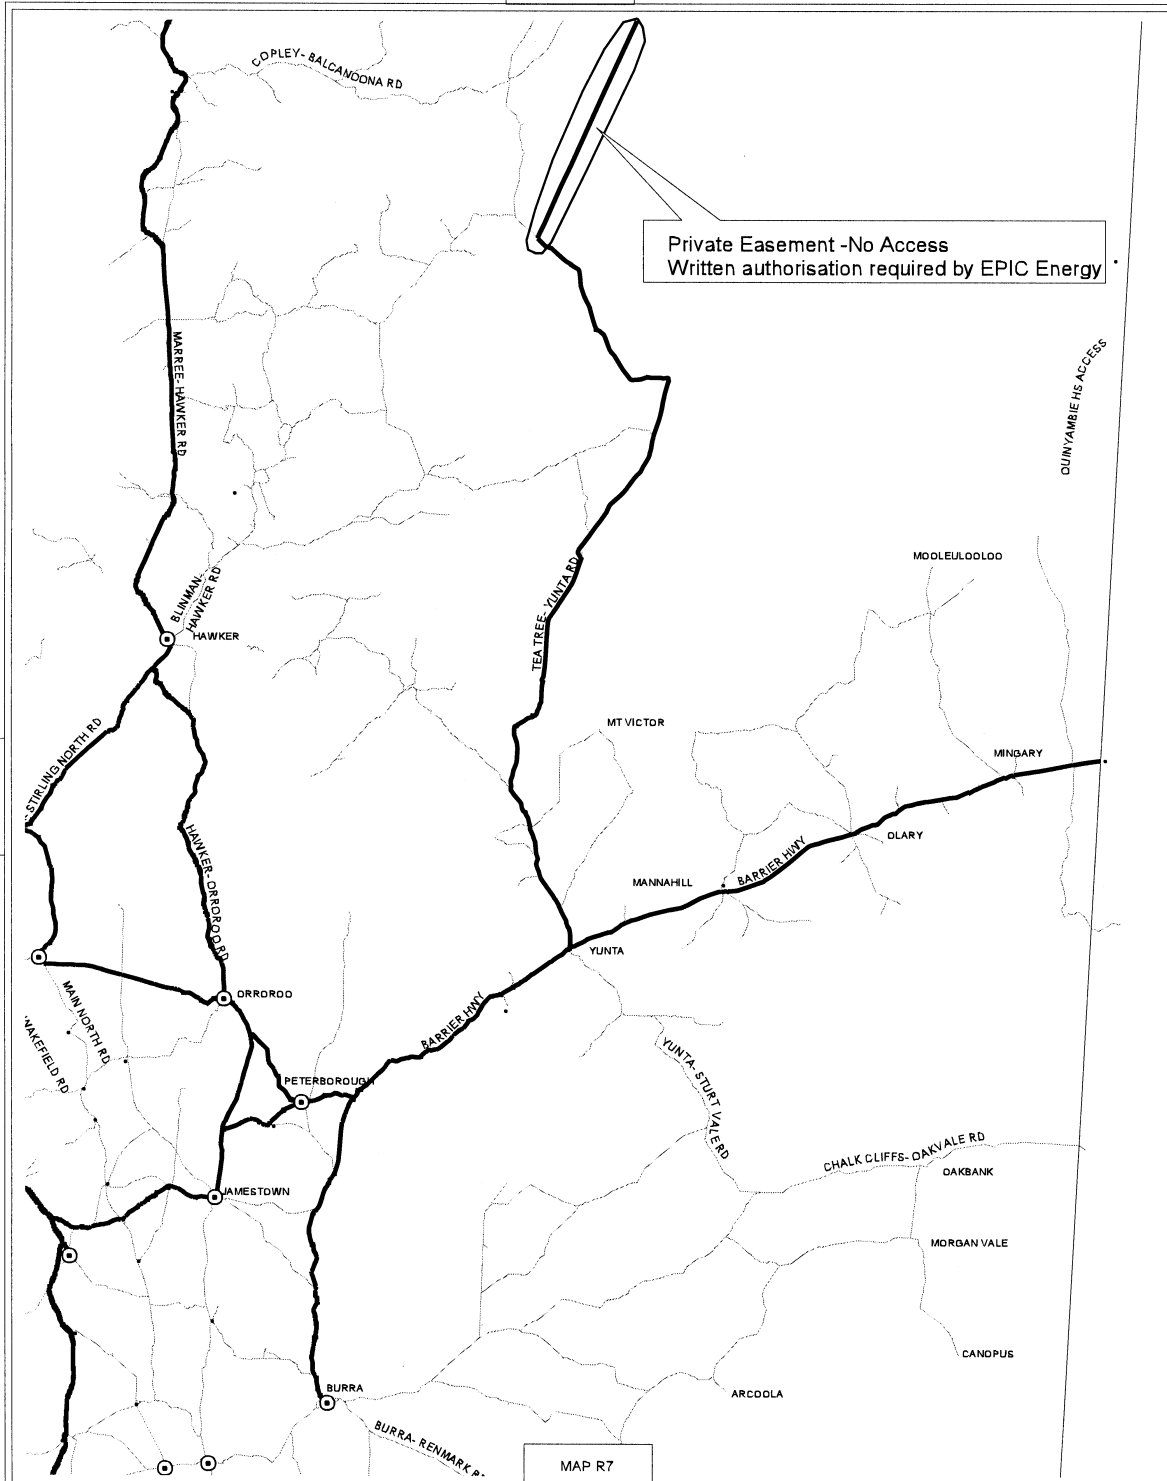 COPLEY- BALCANOONA RD
Private Easement -No Access
Written authorisation required by EPIC Energy
MARREE- HAWKER RD
QUINYAMBIE HS ACCESS
MOOLEULOOLOO
BLINMAN-
HAWKER RD
TEA TREE- YUNTA RD
HAWKER
MT VICTOR
STIRLING NORTH RD
MINGARY
HAWKER- ORROROO RD
OLARY
BARRIER HWY
MANNAHILL
YUNTA
MAIN NORTH RD
ORROROO
BARRIER HWY
WAKEFIELD RD
YUNTA- STURT VALE RD
PETERBOROUGH
CHALK CLIFFS- OAKVALE RD
OAKBANK
JAMESTOWN
MORGAN VALE
CANOPUS
BURRA
ARCOOLA
BURRA- RENMARK
MAP R7